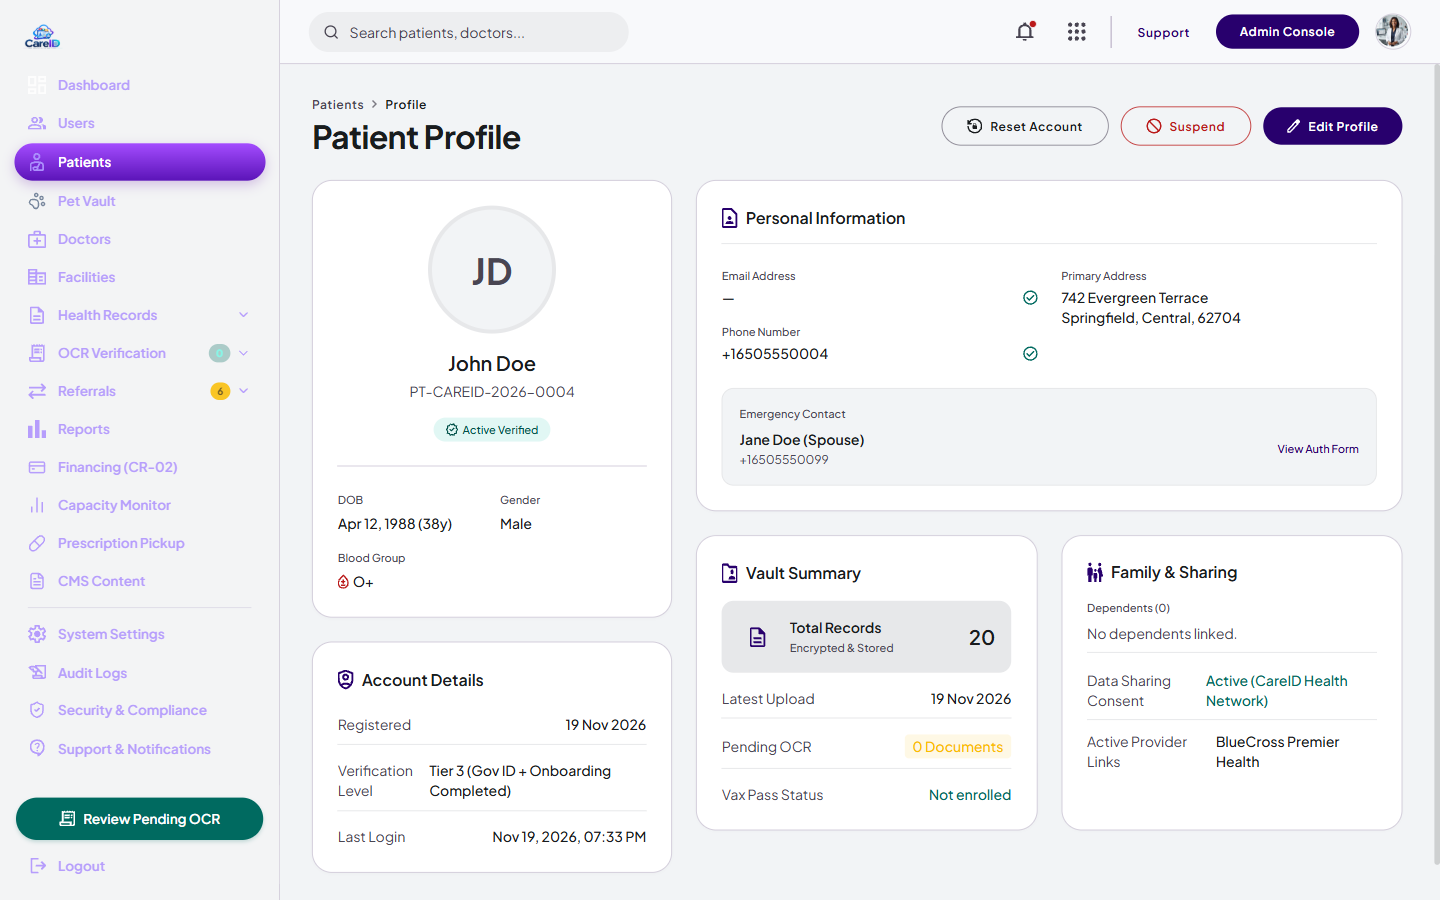 CareID
Dashboard
Users
Patients
Pet Vault
Doctors
Facilities
Health Records
OCR Verification 0
Referrals 6
Reports
Financing (CR-02)
Capacity Monitor
Prescription Pickup
CMS Content
System Settings
Audit Logs
Security & Compliance
Support & Notifications
Review Pending OCR
Logout
Search patients, doctors...
Support
Admin Console
Patients > Profile
Patient Profile
Reset Account
Suspend
Edit Profile
JD
John Doe
PT-CAREID-2026-0004
Active Verified
DOB
Apr 12, 1988 (38y)
Gender
Male
Blood Group
O+
Account Details
Registered 19 Nov 2026
Verification Level
Tier 3 (Gov ID + Onboarding Completed)
Last Login Nov 19, 2026, 07:33 PM
Personal Information
Email Address
—
Phone Number
+16505550004
Primary Address
742 Evergreen Terrace
Springfield, Central, 62704
Emergency Contact
Jane Doe (Spouse)
+16505550099
View Auth Form
Vault Summary
Total Records
Encrypted & Stored
20
Latest Upload 19 Nov 2026
Pending OCR 0 Documents
Vax Pass Status Not enrolled
Family & Sharing
Dependents (0)
No dependents linked.
Data Sharing Consent
Active (CareID Health Network)
Active Provider Links
BlueCross Premier Health